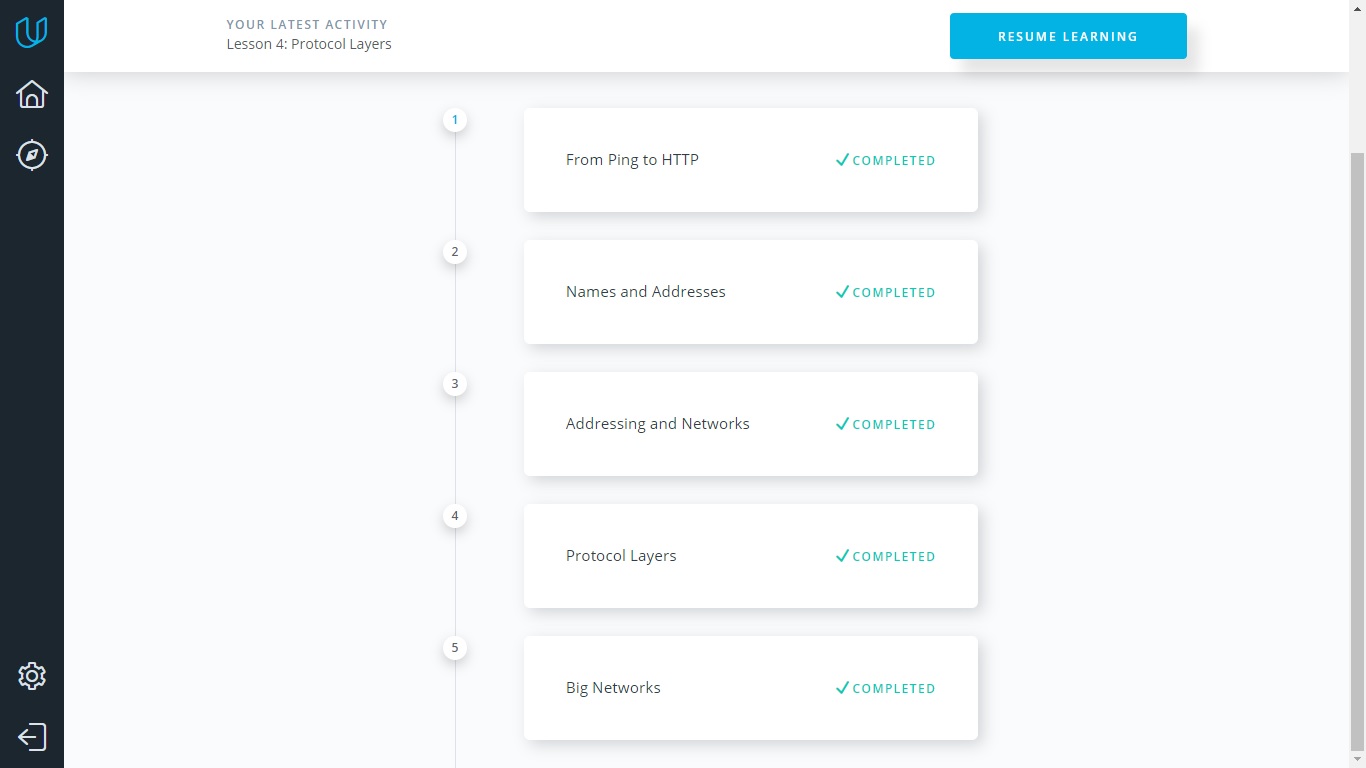 YOUR LATEST ACTIVITY
Lesson 4: Protocol Layers
RESUME LEARNING
1
From Ping to HTTP
COMPLETED
2
Names and Addresses
COMPLETED
3
Addressing and Networks
COMPLETED
4
Protocol Layers
COMPLETED
5
Big Networks
COMPLETED